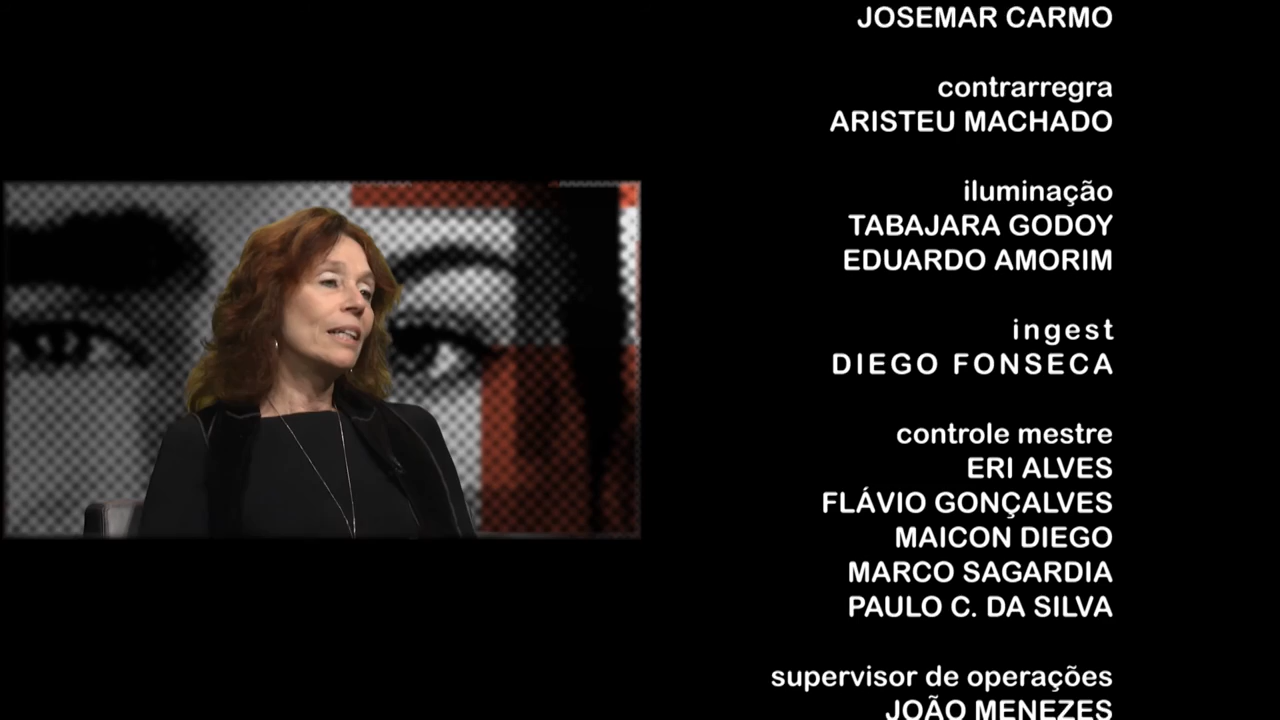 JOSEMAR CARMO
contrarregra
ARISTEU MACHADO
iluminação
TABAJARA GODOY
EDUARDO AMORIM
ingest
DIEGO FONSECA
controle mestre
ERI ALVES
FLÁVIO GONÇALVES
MAICON DIEGO
MARCO SAGARDIA
PAULO C. DA SILVA
supervisor de operações
JOÃO MENEZES